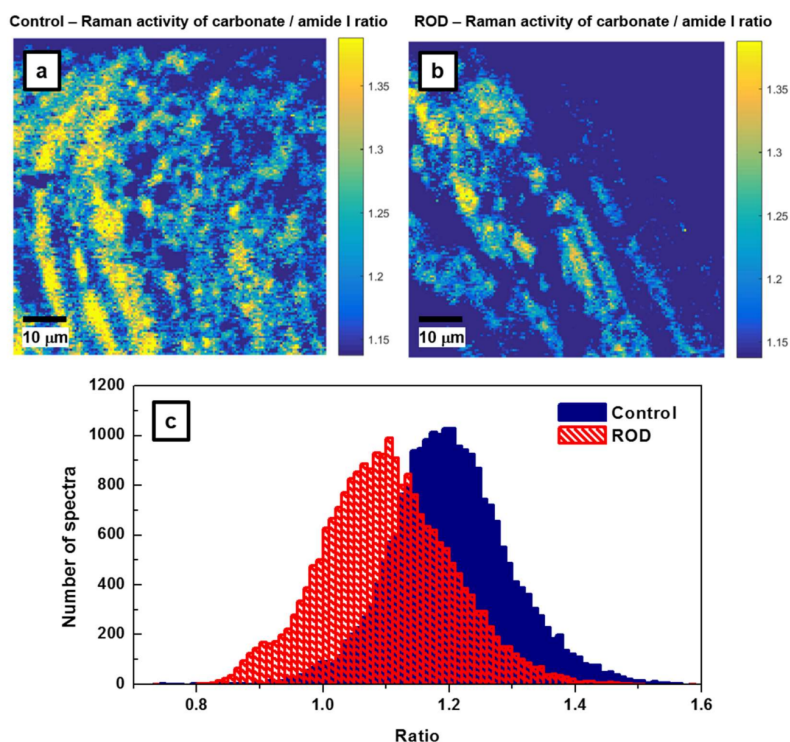 Control – Raman activity of carbonate / amide I ratio
ROD – Raman activity of carbonate / amide I ratio
a
10 μm
1.35
1.3
1.25
1.2
1.15
b
10 μm
1.35
1.3
1.25
1.2
1.15
c
Control
ROD
Number of spectra
1200
1000
800
600
400
200
0
0.8
1.0
1.2
1.4
1.6
Ratio